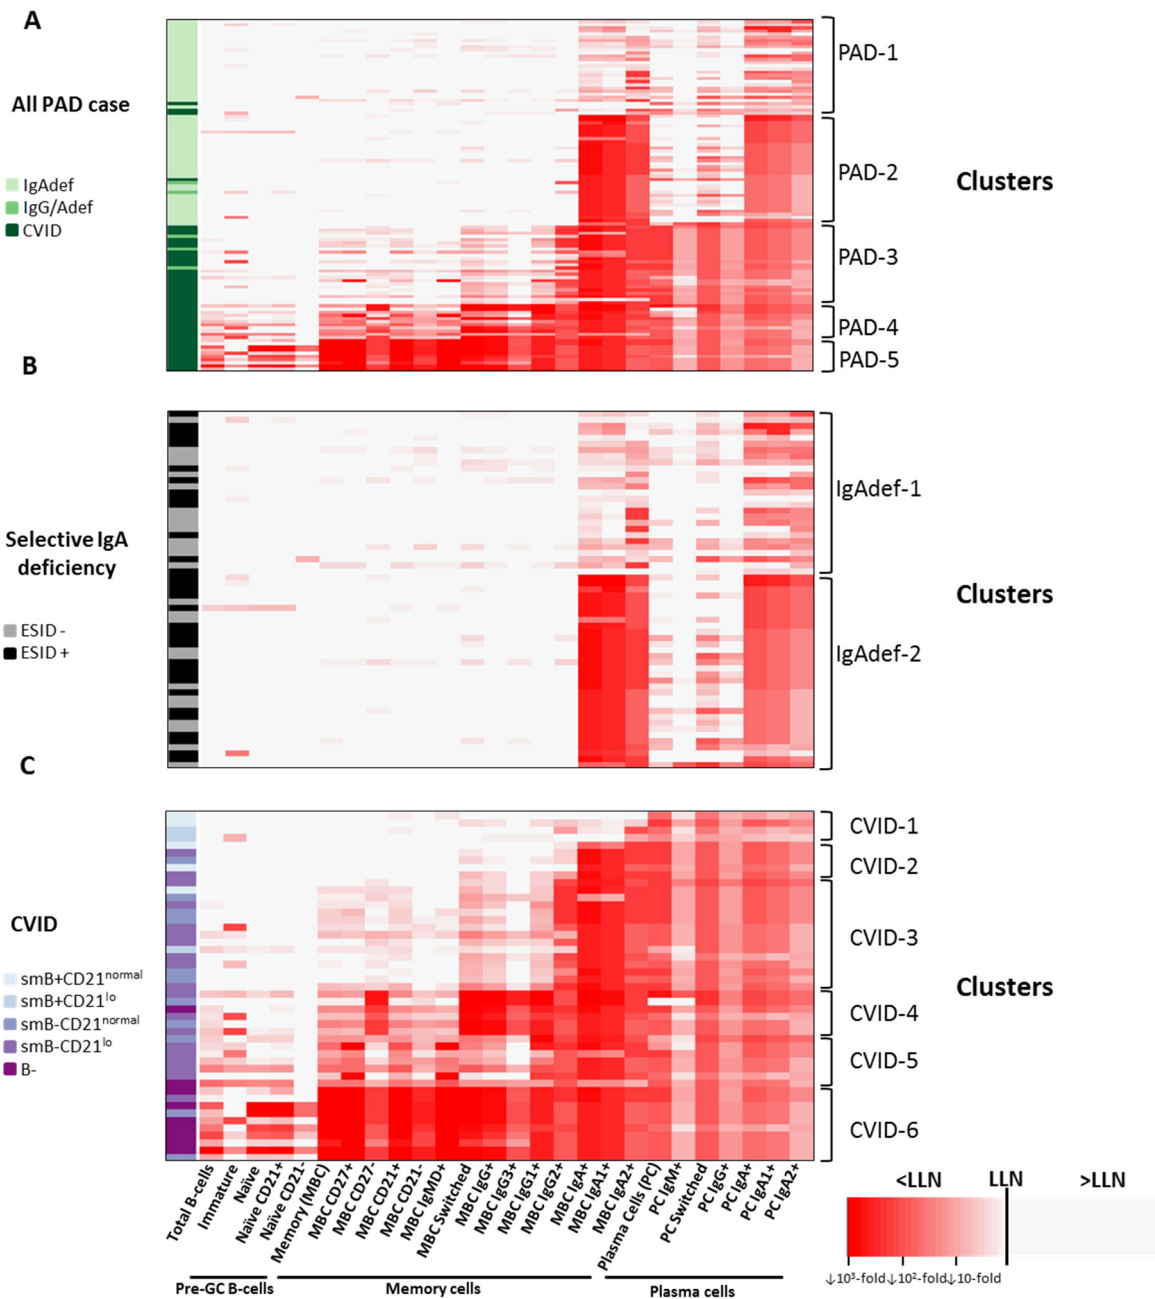 A
All PAD case
IgAdef
IgG/Adef
CVID
PAD-1
PAD-2
PAD-3
PAD-4
PAD-5
Clusters
B
Selective IgA
deficiency
ESID -
ESID +
IgAdef-1
IgAdef-2
Clusters
C
CVID
smB+CD21normal
smB+CD21lo
smB-CD21normal
smB-CD21lo
B-
CVID-1
CVID-2
CVID-3
CVID-4
CVID-5
CVID-6
Clusters
Total B-cells
Immature
Naïve
Naïve CD21+
Naïve CD21-
Memory (MBC)
MBC CD27+
MBC CD27-
MBC CD21+
MBC CD21-
MBC IgMD+
MBC Switched
MBC IgG+
MBC IgG3+
MBC IgG1+
MBC IgG2+
MBC IgA+
MBC IgA1+
MBC IgA2+
Plasma Cells (PC)
PC IgM+
PC Switched
PC IgG+
PC IgA+
PC IgA1+
PC IgA2+
Pre-GC B-cells
Memory cells
Plasma cells
<LLN
LLN
>LLN
↓10³-fold
↓10²-fold
↓10-fold